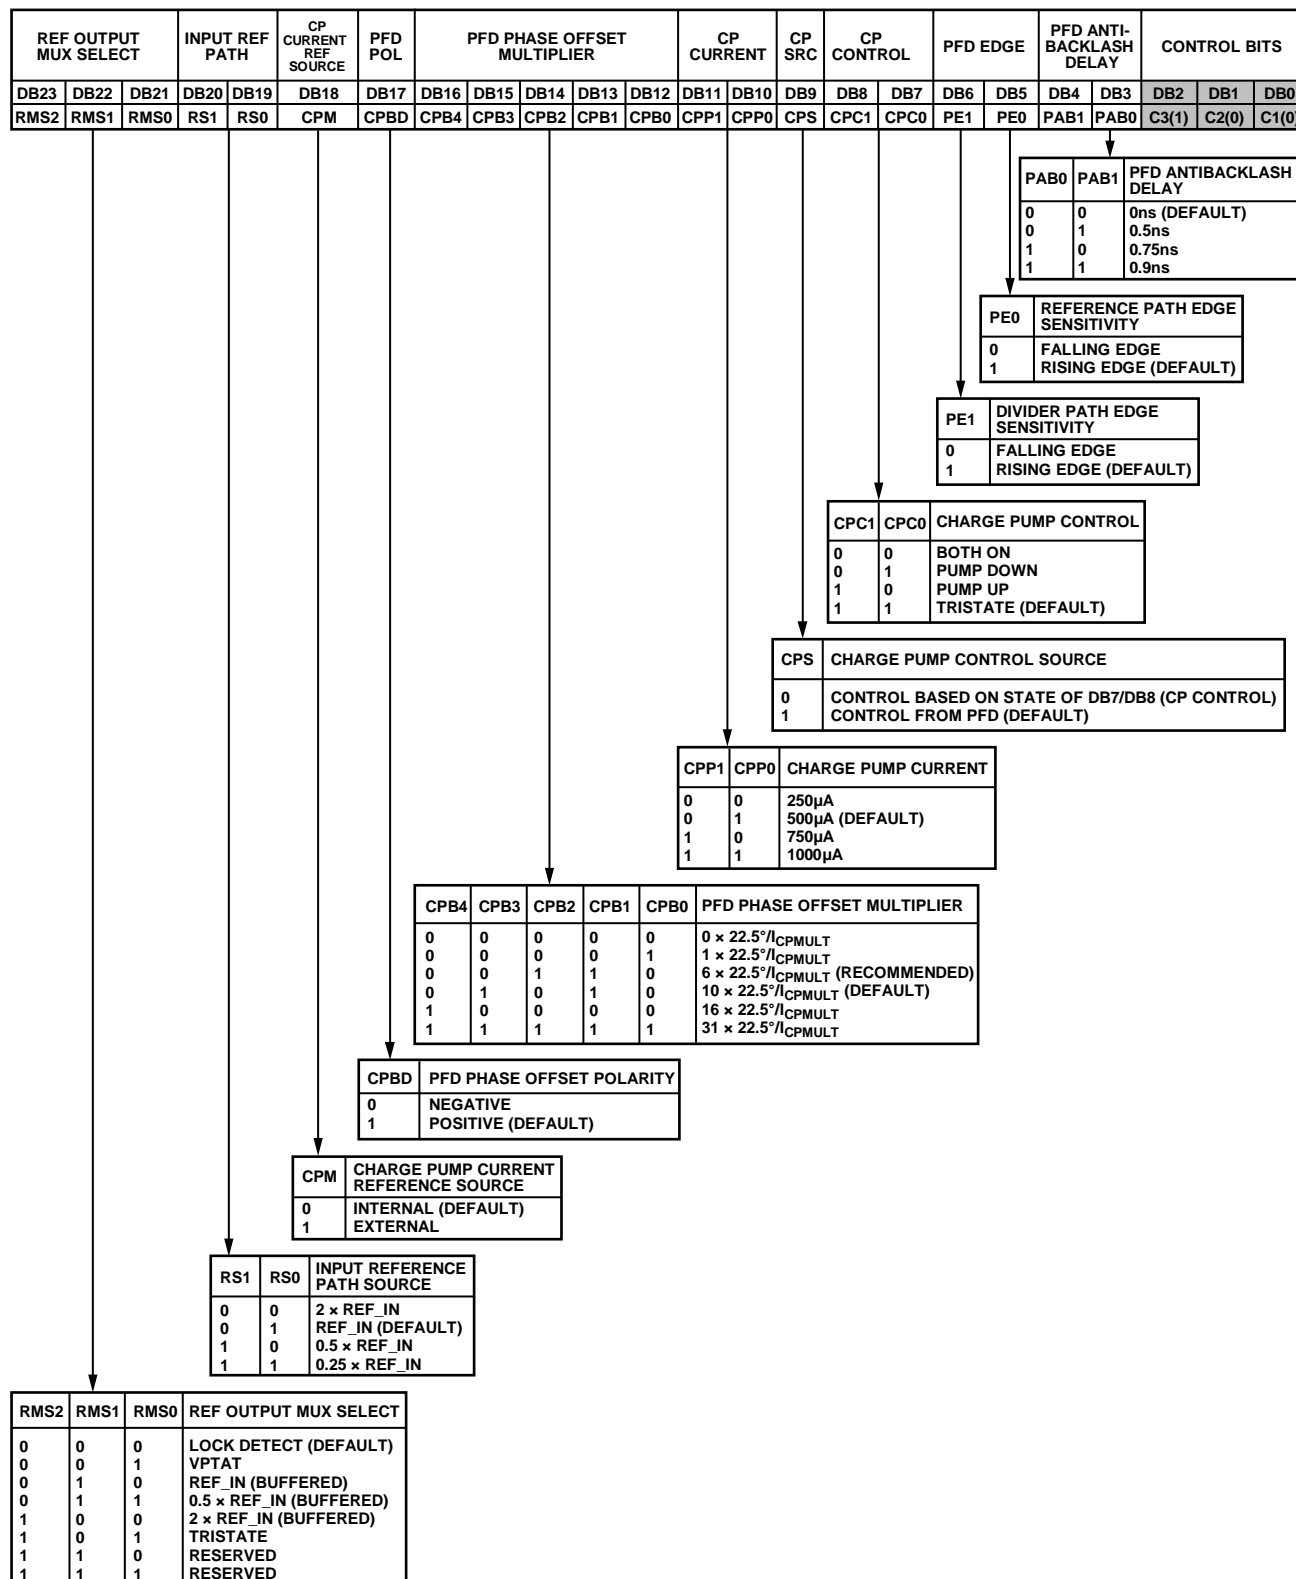 REF OUTPUT MUX SELECT | INPUT REF PATH | CP CURRENT REF SOURCE | PFD POL | PFD PHASE OFFSET MULTIPLIER | CP CURRENT | CP SRC | CP CONTROL | PFD EDGE | PFD ANTI-BACKLASH DELAY | CONTROL BITS
DB23 DB22 DB21 DB20 DB19 DB18 DB17 DB16 DB15 DB14 DB13 DB12 DB11 DB10 DB9 DB8 DB7 DB6 DB5 DB4 DB3 DB2 DB1 DB0
RMS2 RMS1 RMS0 RS1 RS0 CPM CPBD CPB4 CPB3 CPB2 CPB1 CPB0 CPP1 CPP0 CPS CPC1 CPC0 PE1 PE0 PAB1 PAB0 C3(1) C2(0) C1(0)
PAB0 PAB1 PFD ANTIBACKLASH DELAY
0 0 0ns (DEFAULT)
0 1 0.5ns
1 0 0.75ns
1 1 0.9ns
PE0 REFERENCE PATH EDGE SENSITIVITY
0 FALLING EDGE
1 RISING EDGE (DEFAULT)
PE1 DIVIDER PATH EDGE SENSITIVITY
0 FALLING EDGE
1 RISING EDGE (DEFAULT)
CPC1 CPC0 CHARGE PUMP CONTROL
0 0 BOTH ON
0 1 PUMP DOWN
1 0 PUMP UP
1 1 TRISTATE (DEFAULT)
CPS CHARGE PUMP CONTROL SOURCE
0 CONTROL BASED ON STATE OF DB7/DB8 (CP CONTROL)
1 CONTROL FROM PFD (DEFAULT)
CPP1 CPP0 CHARGE PUMP CURRENT
0 0 250µA
0 1 500µA (DEFAULT)
1 0 750µA
1 1 1000µA
CPB4 CPB3 CPB2 CPB1 CPB0 PFD PHASE OFFSET MULTIPLIER
0 0 0 0 0 0 × 22.5°/ICPMULT
0 0 0 0 1 1 × 22.5°/ICPMULT
0 0 1 1 0 6 × 22.5°/ICPMULT (RECOMMENDED)
0 1 0 1 0 10 × 22.5°/ICPMULT (DEFAULT)
1 0 0 0 0 16 × 22.5°/ICPMULT
1 1 1 1 1 31 × 22.5°/ICPMULT
CPBD PFD PHASE OFFSET POLARITY
0 NEGATIVE
1 POSITIVE (DEFAULT)
CPM CHARGE PUMP CURRENT REFERENCE SOURCE
0 INTERNAL (DEFAULT)
1 EXTERNAL
RS1 RS0 INPUT REFERENCE PATH SOURCE
0 0 2 × REF_IN
0 1 REF_IN (DEFAULT)
1 0 0.5 × REF_IN
1 1 0.25 × REF_IN
RMS2 RMS1 RMS0 REF OUTPUT MUX SELECT
0 0 0 LOCK DETECT (DEFAULT)
0 0 1 VPTAT
0 1 0 REF_IN (BUFFERED)
0 1 1 0.5 × REF_IN (BUFFERED)
1 0 0 2 × REF_IN (BUFFERED)
1 0 1 TRISTATE
1 1 0 RESERVED
1 1 1 RESERVED